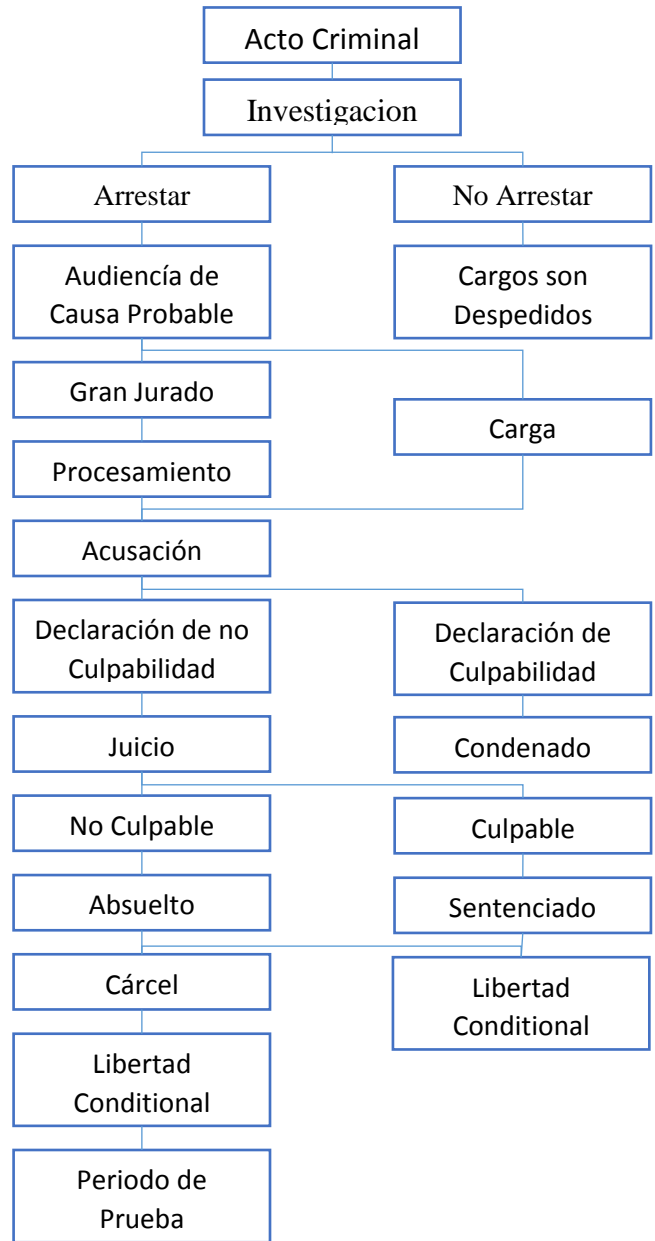 Acto Criminal
Investigacion
Arrestar
No Arrestar
Audiencía de
Causa Probable
Cargos son
Despedidos
Gran Jurado
Carga
Procesamiento
Acusación
Declaración de no
Culpabilidad
Declaración de
Culpabilidad
Juicio
Condenado
No Culpable
Culpable
Absuelto
Sentenciado
Cárcel
Libertad
Conditional
Libertad
Conditional
Periodo de
Prueba